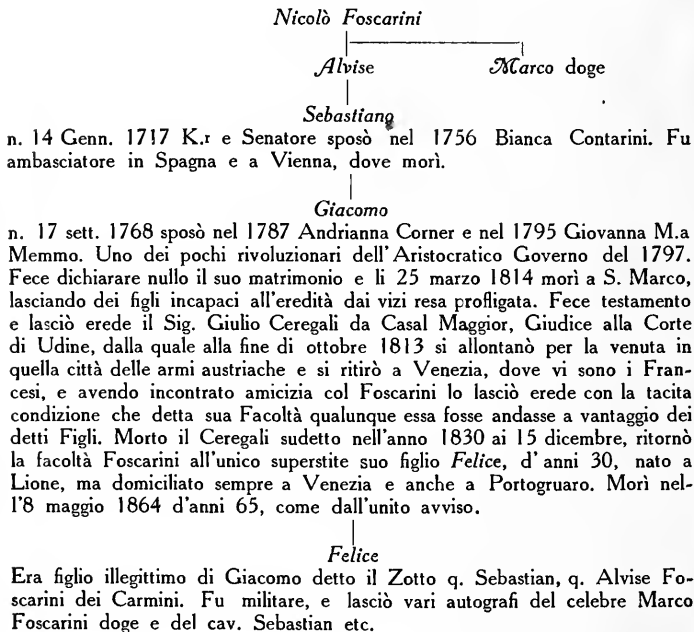 Nicolò Foscarini
Alvise Marco doge
Sebastiano
n. 14 Genn. 1717 K.r e Senatore sposò nel 1756 Bianca Contarini. Fu
ambasciatore in Spagna e a Vienna, dove morì.
Giacomo
n. 17 sett. 1768 sposò nel 1787 Andrianna Corner e nel 1795 Giovanna M.a
Memmo. Uno dei pochi rivoluzionari dell'Aristocratico Governo del 1797.
Fece dichiarare nullo il suo matrimonio e li 25 marzo 1814 morì a S. Marco,
lasciando dei figli incapaci all'eredità dai vizi resa profligata. Fece testamento
e lasciò erede il Sig. Giulio Ceregali da Casal Maggior, Giudice alla Corte
di Udine, dalla quale alla fine di ottobre 1813 si allontanò per la venuta in
quella città delle armi austriache e si ritirò a Venezia, dove vi sono i Fran-
cesi, e avendo incontrato amicizia col Foscarini lo lasciò erede con la tacita
condizione che detta sua Facoltà qualunque essa fosse andasse a vantaggio dei
detti Figli. Morto il Ceregali sudetto nell'anno 1830 ai 15 dicembre, ritornò
la facoltà Foscarini all'unico superstite suo figlio Felice, d'anni 30, nato a
Lione, ma domiciliato sempre a Venezia e anche a Portogruaro. Morì nel-
l'8 maggio 1864 d'anni 65, come dall'unito avviso.
Felice
Era figlio illegittimo di Giacomo detto il Zotto q. Sebastian, q. Alvise Fo-
scarini dei Carmini. Fu militare, e lasciò vari autografi del celebre Marco
Foscarini doge e del cav. Sebastian etc.